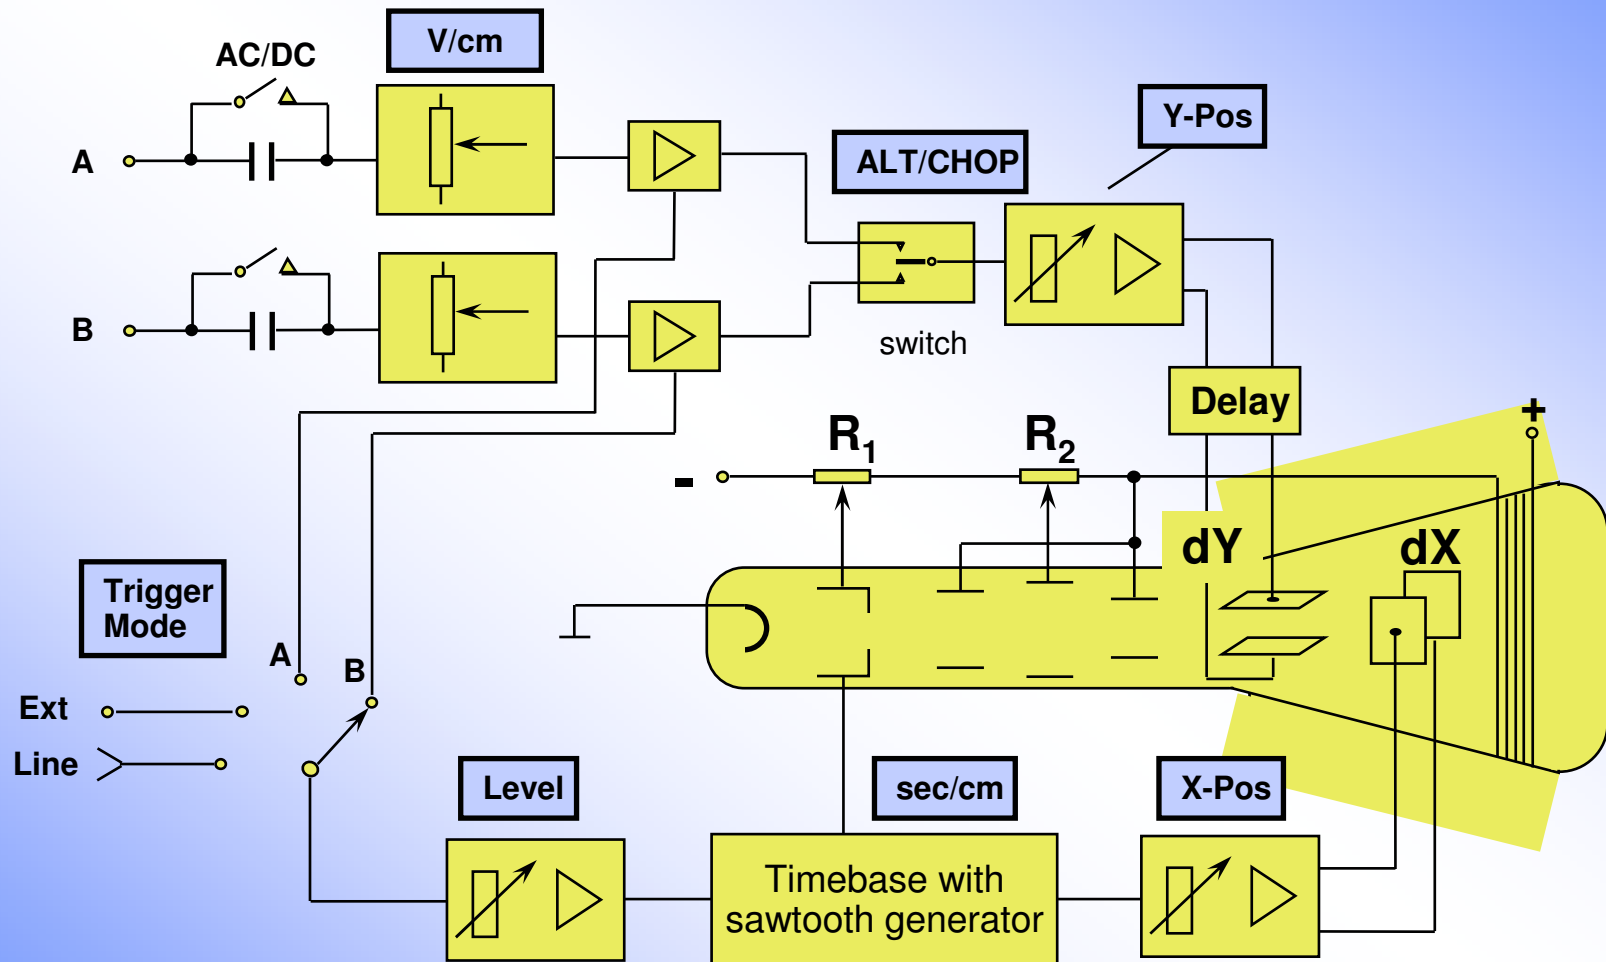 V/cm
AC/DC
Y-Pos
A
ALT/CHOP
B
switch
Delay
+
R1
R2
-
dY
dX
Trigger
Mode
A
B
Ext
Line
Level
sec/cm
X-Pos
Timebase with
sawtooth generator